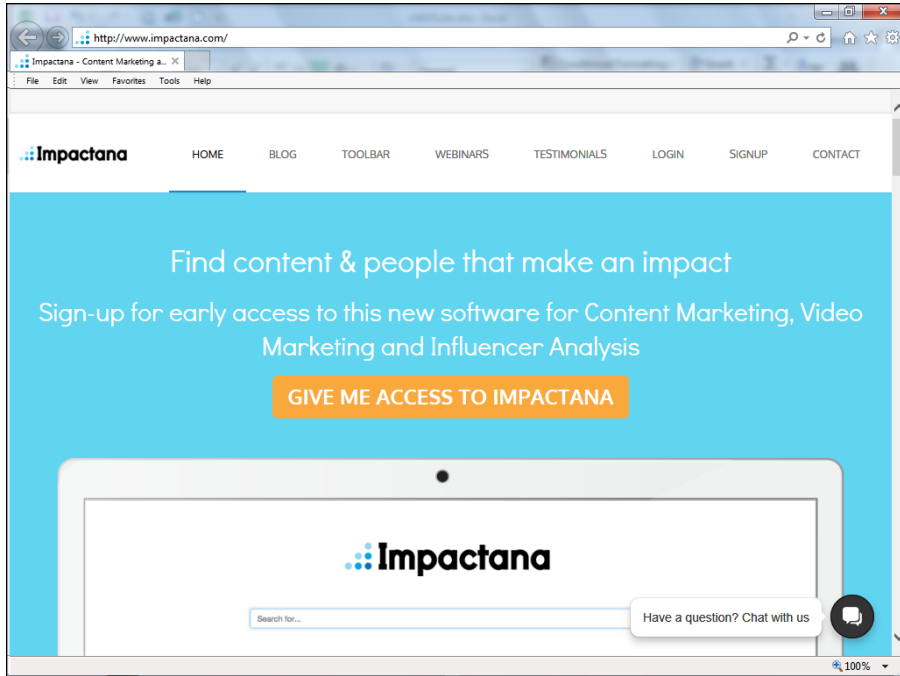 http://www.impactana.com/
Impactana - Content Marketing a...
File Edit View Favorites Tools Help
Impactana
HOME BLOG TOOLBAR WEBINARS TESTIMONIALS LOGIN SIGNUP CONTACT
Find content & people that make an impact
Sign-up for early access to this new software for Content Marketing, Video
Marketing and Influencer Analysis
GIVE ME ACCESS TO IMPACTANA
Impactana
Search for...
Have a question? Chat with us
100%